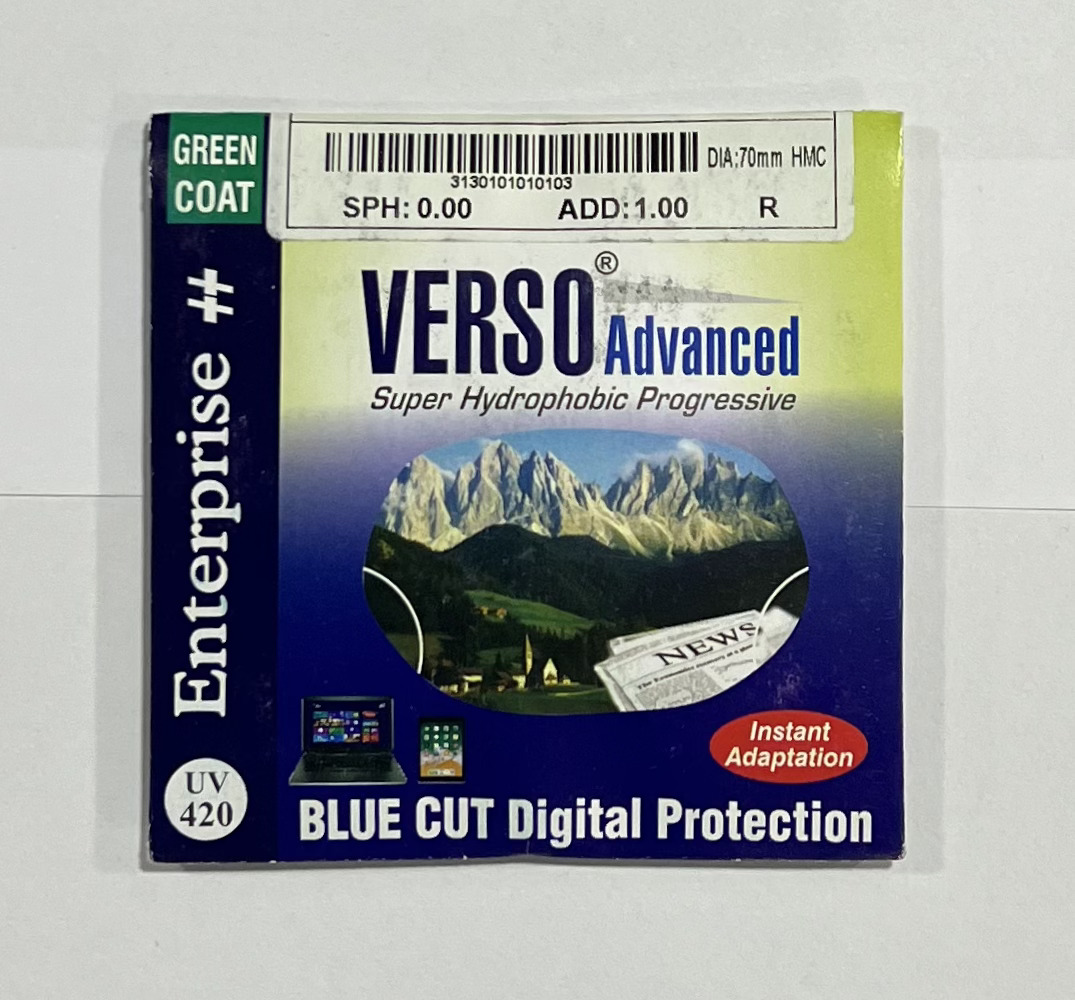 GREEN
COAT
DIA:70mm HMC
3130101010103
SPH: 0.00 ADD:1.00 R
Enterprise #
VERSO®
Advanced
Super Hydrophobic Progressive
NEWS
Instant
Adaptation
UV
420
BLUE CUT Digital Protection